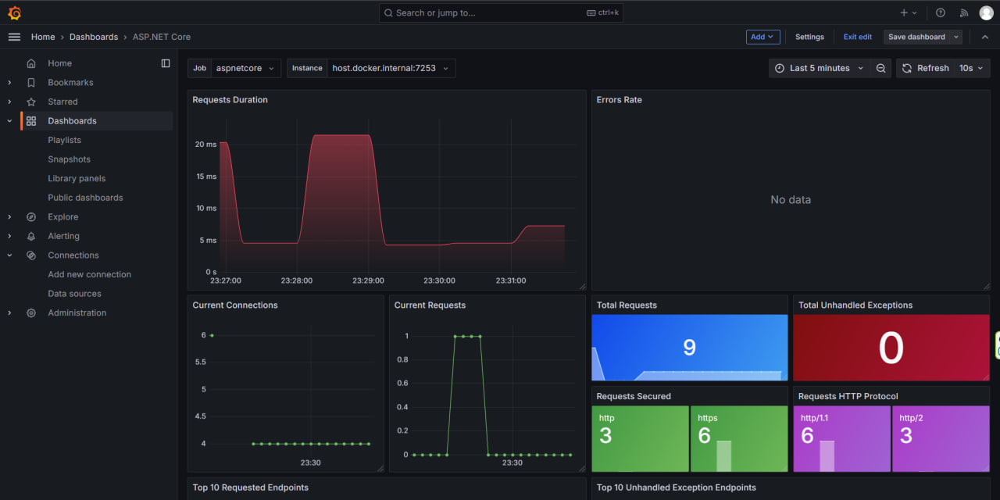 Search or jump to...
ctrl+k
Home › Dashboards › ASP.NET Core
Add
Settings
Exit edit
Save dashboard
Home
Bookmarks
Starred
Dashboards
Playlists
Snapshots
Library panels
Public dashboards
Explore
Alerting
Connections
Add new connection
Data sources
Administration
Job
aspnetcore
Instance
host.docker.internal:7253
Last 5 minutes
Refresh
10s
Requests Duration
20 ms
15 ms
10 ms
5 ms
0 s
23:27:00
23:28:00
23:29:00
23:30:00
23:31:00
Errors Rate
No data
Current Connections
6
5.5
5
4.5
4
23:30
Current Requests
1
0.8
0.6
0.4
0.2
0
23:30
Total Requests
9
Total Unhandled Exceptions
0
Requests Secured
http
3
https
6
Requests HTTP Protocol
http/1.1
6
http/2
3
Top 10 Requested Endpoints
Top 10 Unhandled Exception Endpoints